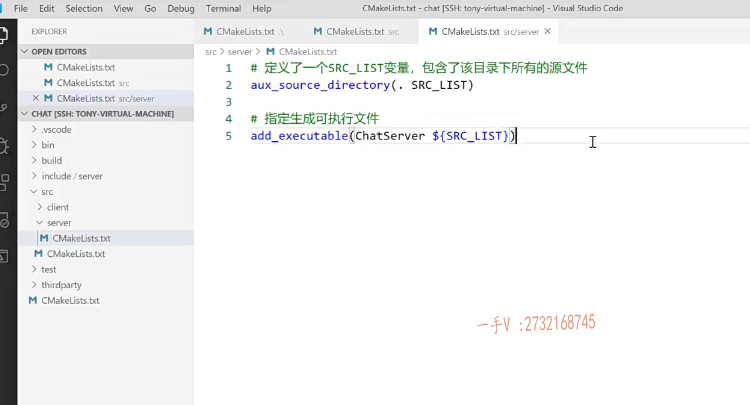 File Edit Selection View Go Debug Terminal Help CMakeLists.txt - chat [SSH: tony-virtual-machine] - Visual Studio Code
EXPLORER
OPEN EDITORS
CMakeLists.txt .\
CMakeLists.txt src
CMakeLists.txt src/server
CHAT [SSH: TONY-VIRTUAL-MACHINE]
.vscode
bin
build
include / server
src
client
server
CMakeLists.txt
CMakeLists.txt
test
thirdparty
CMakeLists.txt
CMakeLists.txt .\ CMakeLists.txt src CMakeLists.txt src/server
src > server > CMakeLists.txt
1 # 定义了一个SRC_LIST变量，包含了该目录下所有的源文件
2 aux_source_directory(. SRC_LIST)
3
4 # 指定生成可执行文件
5 add_executable(ChatServer ${SRC_LIST})
一手V :2732168745